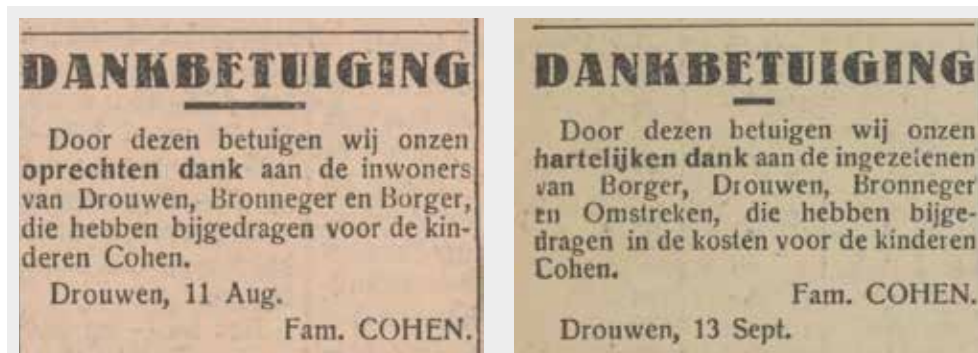 DANKBETUIGING
Door dezen betuigen wij onzen
oprechten dank aan de inwoners
van Drouwen, Bronneger en Borger,
die hebben bijgedragen voor de kin-
deren Cohen.
Drouwen, 11 Aug.
Fam. COHEN.
DANKBETUIGING
Door dezen betuigen wij onzen
hartelijken dank aan de ingezetenen
van Borger, Drouwen, Bronneger
en Omstreken, die hebben bijge-
dragen in de kosten voor de kinderen
Cohen.
Fam. COHEN.
Drouwen, 13 Sept.